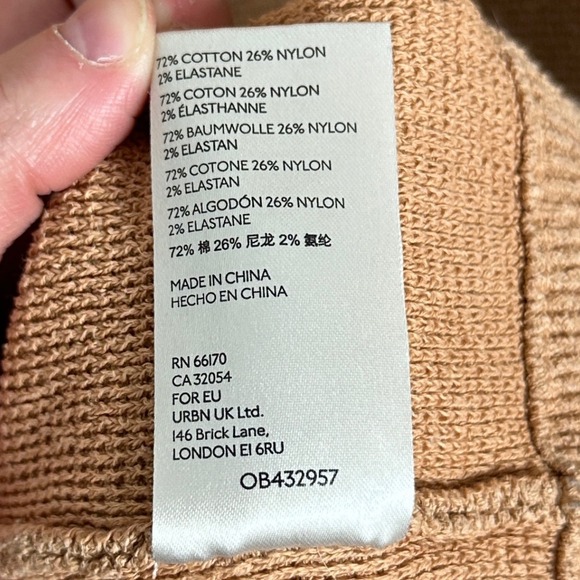 72% COTTON 26% NYLON
2% ELASTANE
72% COTON 26% NYLON
2% ÉLASTHANNE
72% BAUMWOLLE 26% NYLON
2% ELASTAN
72% COTONE 26% NYLON
2% ELASTAN
72% ALGODÓN 26% NYLON
2% ELASTANE
72% 棉 26% 尼龙 2% 氨纶
MADE IN CHINA
HECHO EN CHINA
RN 66170
CA 32054
FOR EU
URBN UK Ltd.
146 Brick Lane,
LONDON E1 6RU
OB432957